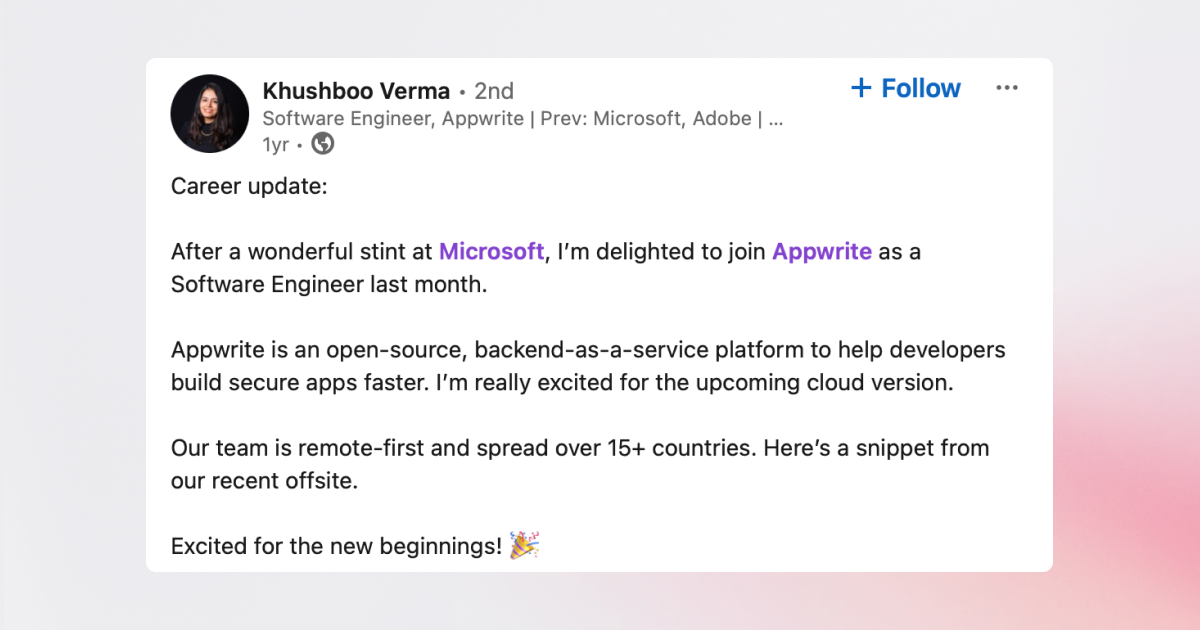 Khushboo Verma • 2nd
+ Follow
...
Software Engineer, Appwrite | Prev: Microsoft, Adobe | ...
1yr •
Career update:
After a wonderful stint at Microsoft, I’m delighted to join Appwrite as a
Software Engineer last month.
Appwrite is an open-source, backend-as-a-service platform to help developers
build secure apps faster. I’m really excited for the upcoming cloud version.
Our team is remote-first and spread over 15+ countries. Here’s a snippet from
our recent offsite.
Excited for the new beginnings! 🎉